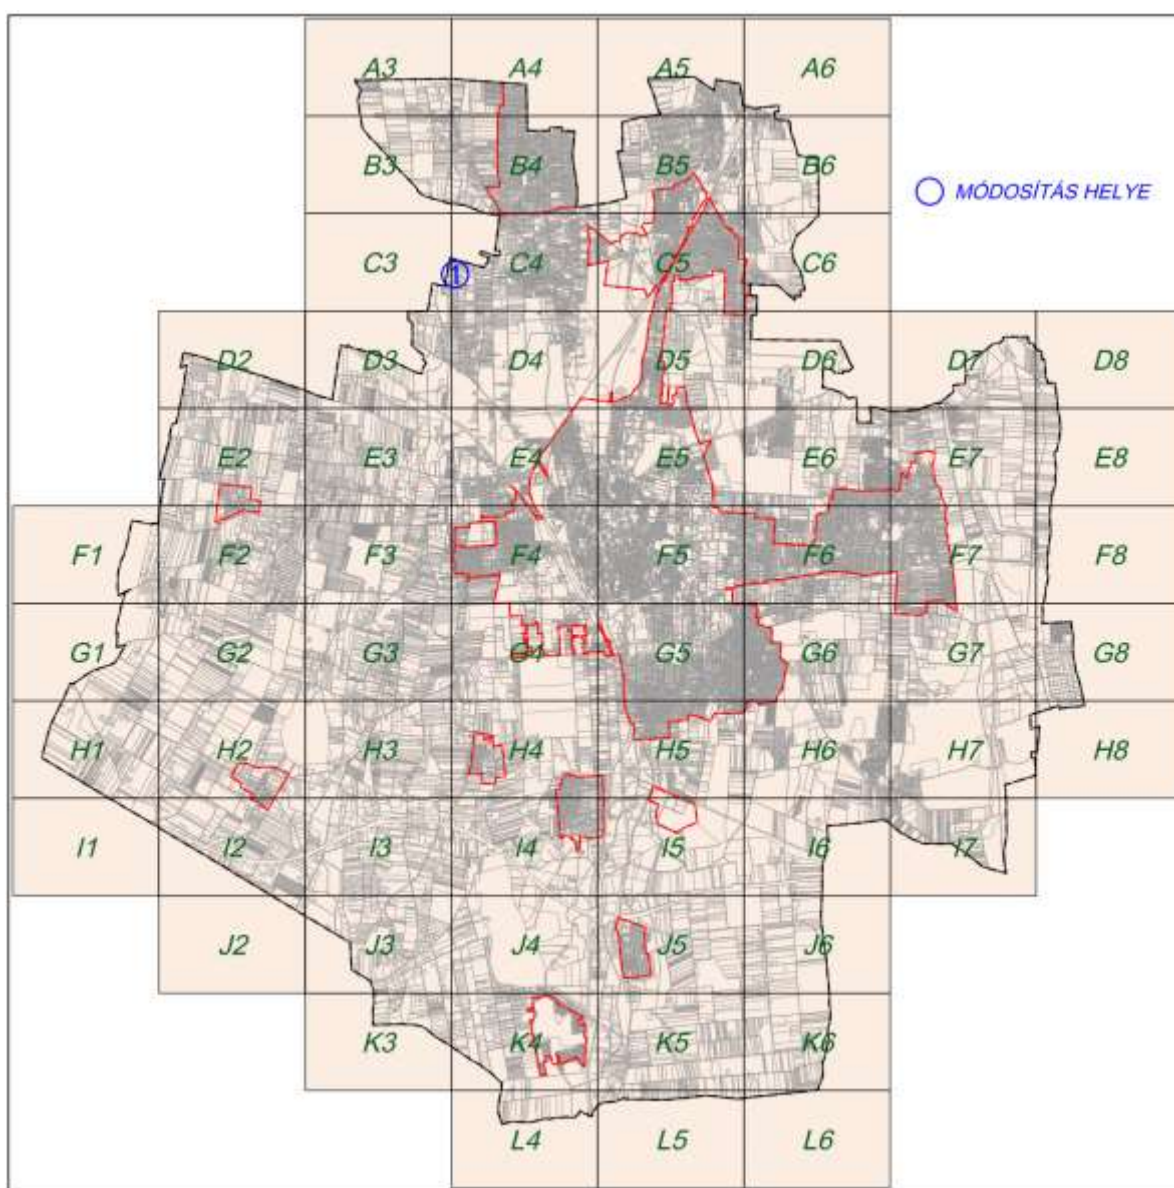 A3 A4 A5 A6
B3 B4 B5 B6
MÓDOSÍTÁS HELYE
C3 1 C4 C5 C6
D2 D3 D4 D5 D6 D7 D8
E2 E3 E4 E5 E6 E7 E8
F1 F2 F3 F4 F5 F6 F7 F8
G1 G2 G3 G4 G5 G6 G7 G8
H1 H2 H3 H4 H5 H6 H7 H8
I1 I2 I3 I4 I5 I6 I7
J2 J3 J4 J5 J6
K3 K4 K5 K6
L4 L5 L6